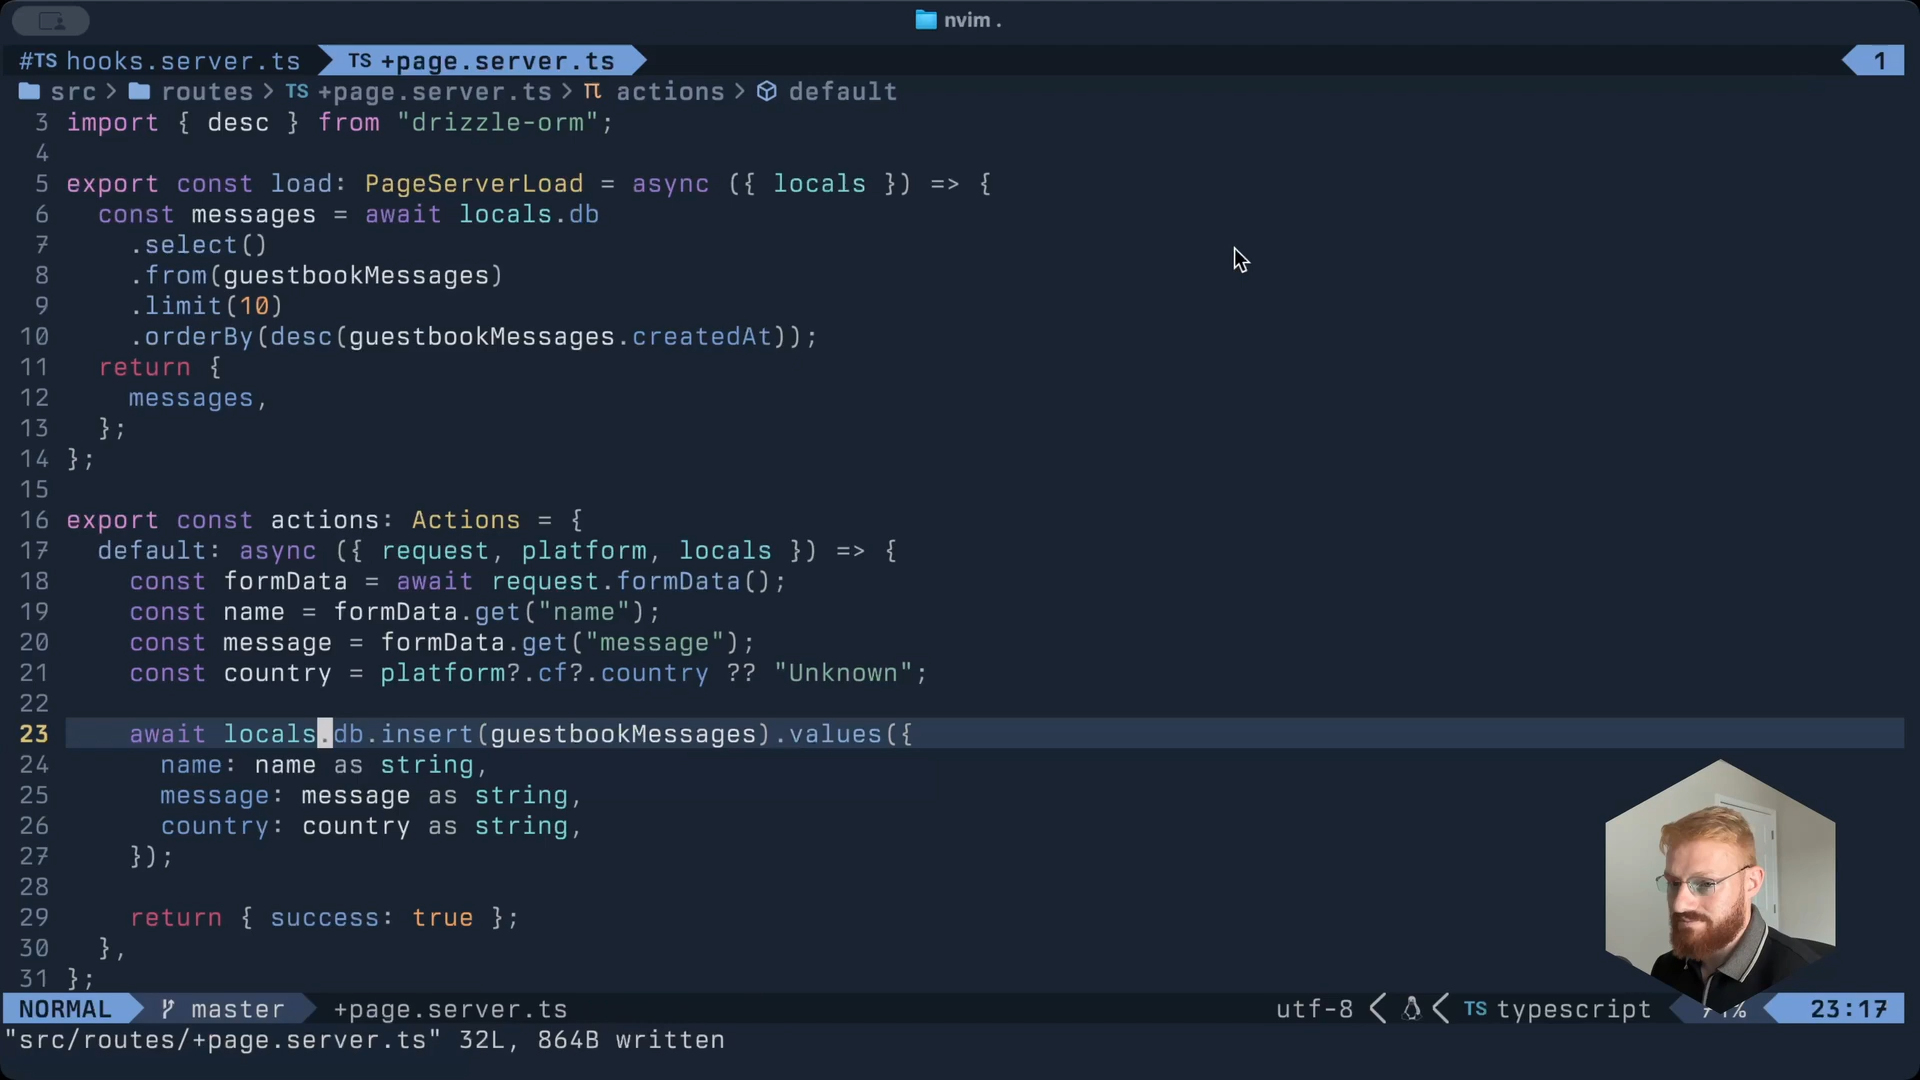 nvim .
#TS hooks.server.ts TS +page.server.ts 1
src > routes > TS +page.server.ts > π actions > default
3 import { desc } from "drizzle-orm";
4
5 export const load: PageServerLoad = async ({ locals }) => {
6 const messages = await locals.db
7 .select()
8 .from(guestbookMessages)
9 .limit(10)
10 .orderBy(desc(guestbookMessages.createdAt));
11 return {
12 messages,
13 };
14 };
15
16 export const actions: Actions = {
17 default: async ({ request, platform, locals }) => {
18 const formData = await request.formData();
19 const name = formData.get("name");
20 const message = formData.get("message");
21 const country = platform?.cf?.country ?? "Unknown";
22
23 await locals.db.insert(guestbookMessages).values({
24 name: name as string,
25 message: message as string,
26 country: country as string,
27 });
28
29 return { success: true };
30 },
31 };
NORMAL master +page.server.ts utf-8 < < TS typescript 23:17
"src/routes/+page.server.ts" 32L, 864B written